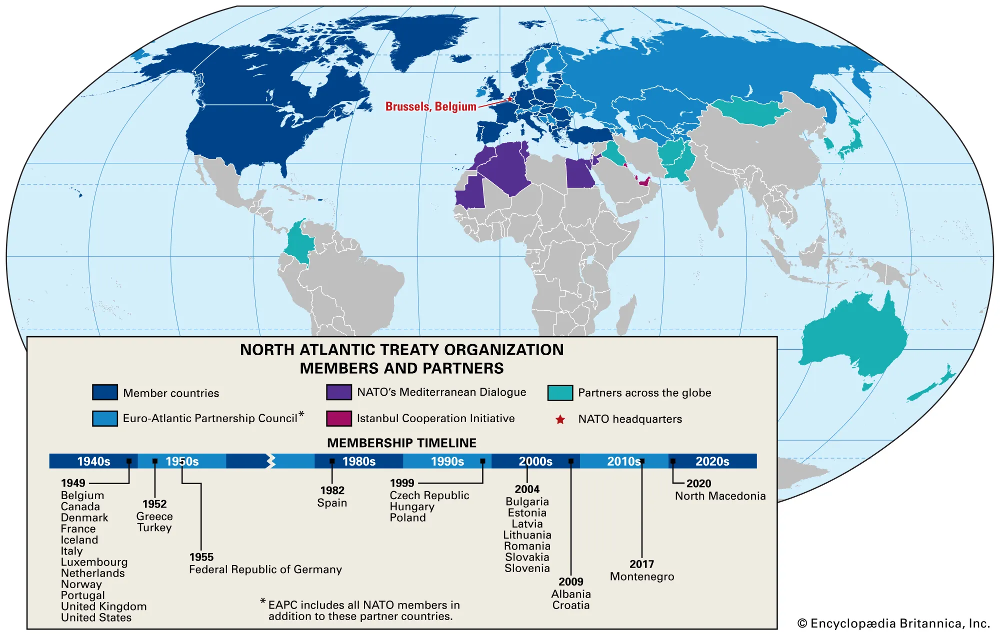 Brussels, Belgium
NORTH ATLANTIC TREATY ORGANIZATION
MEMBERS AND PARTNERS
Member countries
NATO's Mediterranean Dialogue
Partners across the globe
Euro-Atlantic Partnership Council*
Istanbul Cooperation Initiative
NATO headquarters
MEMBERSHIP TIMELINE
1940s
1950s
1980s
1990s
2000s
2010s
2020s
1949
Belgium
Canada
Denmark
France
Iceland
Italy
Luxembourg
Netherlands
Norway
Portugal
United Kingdom
United States
1952
Greece
Turkey
1955
Federal Republic of Germany
1982
Spain
1999
Czech Republic
Hungary
Poland
2004
Bulgaria
Estonia
Latvia
Lithuania
Romania
Slovakia
Slovenia
2009
Albania
Croatia
2017
Montenegro
2020
North Macedonia
* EAPC includes all NATO members in
addition to these partner countries.
© Encyclopædia Britannica, Inc.